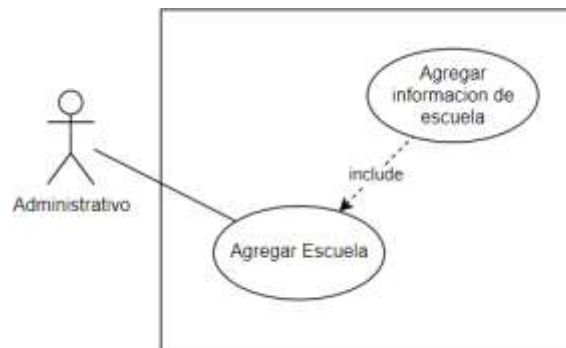 Agregar
informacion de
escuela
include
Administrativo
Agregar Escuela